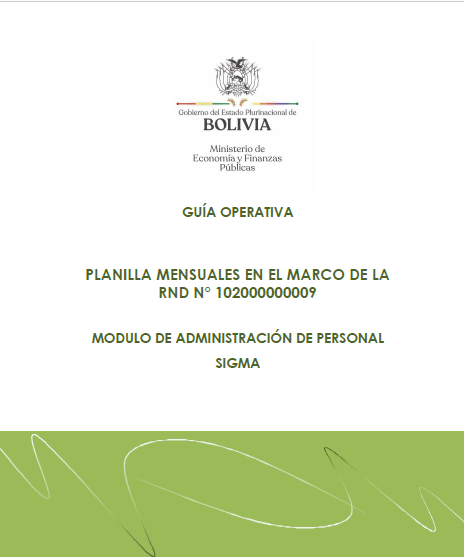 Gobierno del Estado Plurinacional de
BOLIVIA
Ministerio de
Economía y Finanzas
Públicas
GUÍA OPERATIVA
PLANILLA MENSUALES EN EL MARCO DE LA
RND N° 102000000009
MODULO DE ADMINISTRACIÓN DE PERSONAL
SIGMA